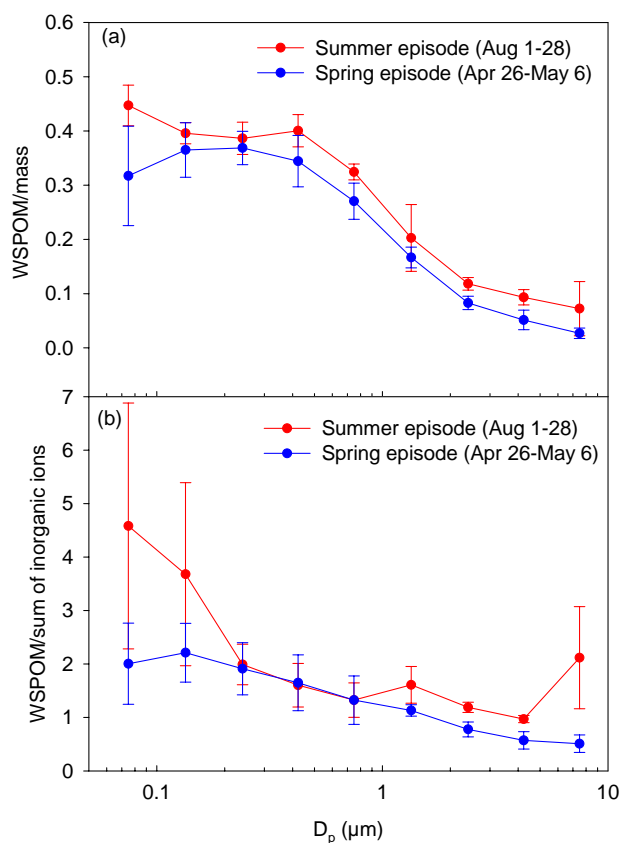 (a)
Summer episode (Aug 1-28)
Spring episode (Apr 26-May 6)
WSPOM/mass
0.6
0.5
0.4
0.3
0.2
0.1
0.0
(b)
Summer episode (Aug 1-28)
Spring episode (Apr 26-May 6)
WSPOM/sum of inorganic ions
7
6
5
4
3
2
1
0
0.1 1 10
Dp (µm)